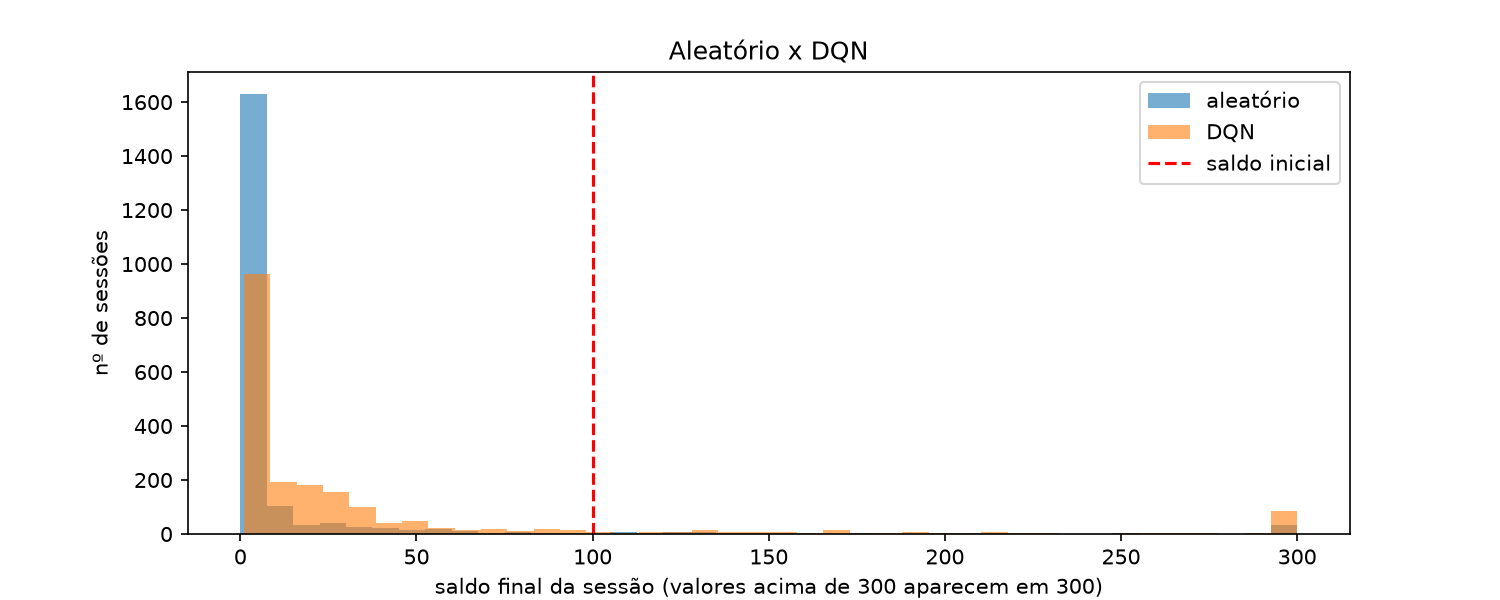 Aleatório x DQN
aleatório
DQN
saldo inicial
nº de sessões
1600
1400
1200
1000
800
600
400
200
0
0 50 100 150 200 250 300
saldo final da sessão (valores acima de 300 aparecem em 300)